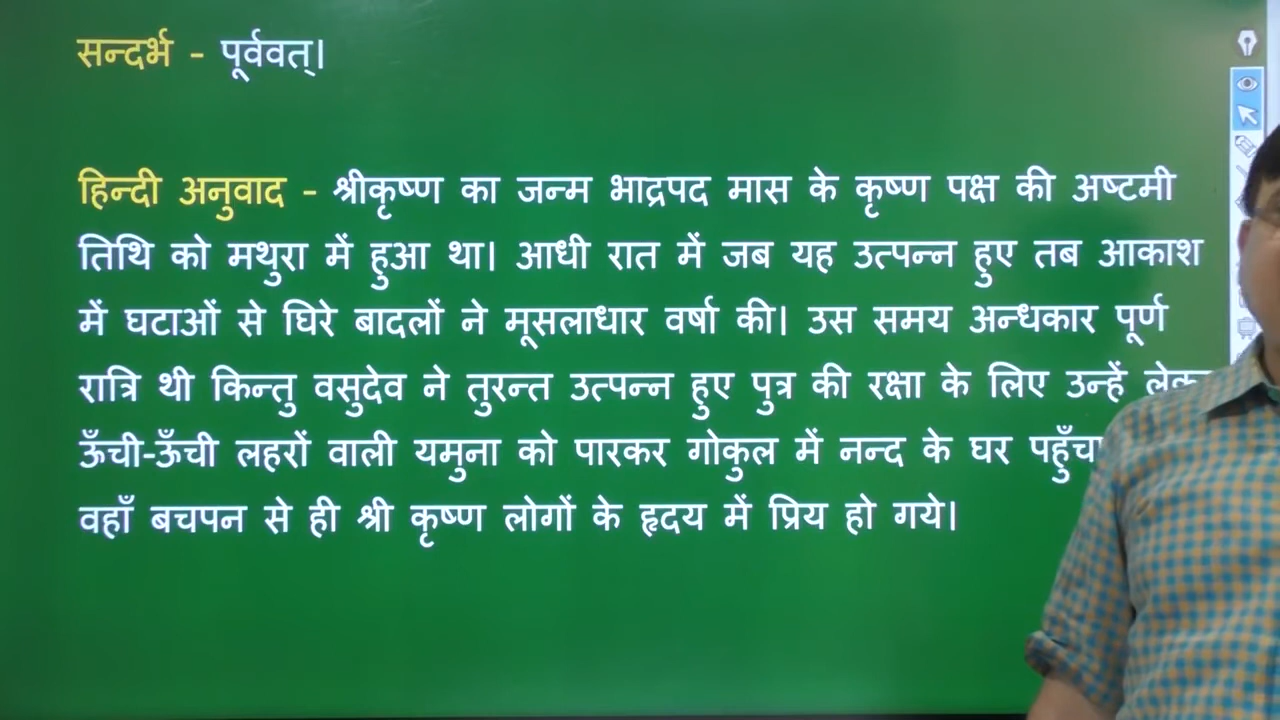 सन्दर्भ - पूर्ववत्।
हिन्दी अनुवाद - श्रीकृष्ण का जन्म भाद्रपद मास के कृष्ण पक्ष की अष्टमी
तिथि को मथुरा में हुआ था। आधी रात में जब यह उत्पन्न हुए तब आकाश
में घटाओं से घिरे बादलों ने मूसलाधार वर्षा की। उस समय अन्धकार पूर्ण
रात्रि थी किन्तु वसुदेव ने तुरन्त उत्पन्न हुए पुत्र की रक्षा के लिए उन्हें
ऊँची-ऊँची लहरों वाली यमुना को पारकर गोकुल में नन्द के घर
वहाँ बचपन से ही श्री कृष्ण लोगों के हृदय में प्रिय हो गये।